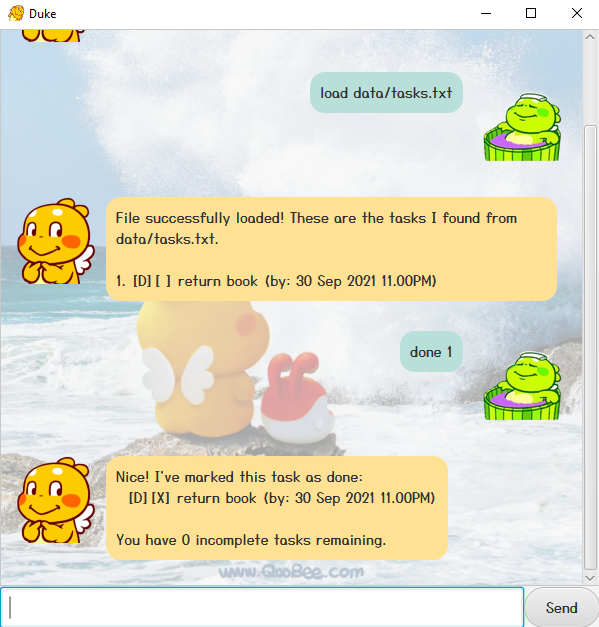 Duke
load data/tasks.txt
File successfully loaded! These are the tasks I found from
data/tasks.txt.
1. [D][ ] return book (by: 30 Sep 2021 11.00PM)
done 1
Nice! I've marked this task as done:
[D][X] return book (by: 30 Sep 2021 11.00PM)
You have 0 incomplete tasks remaining.
www.QooBee.com
Send